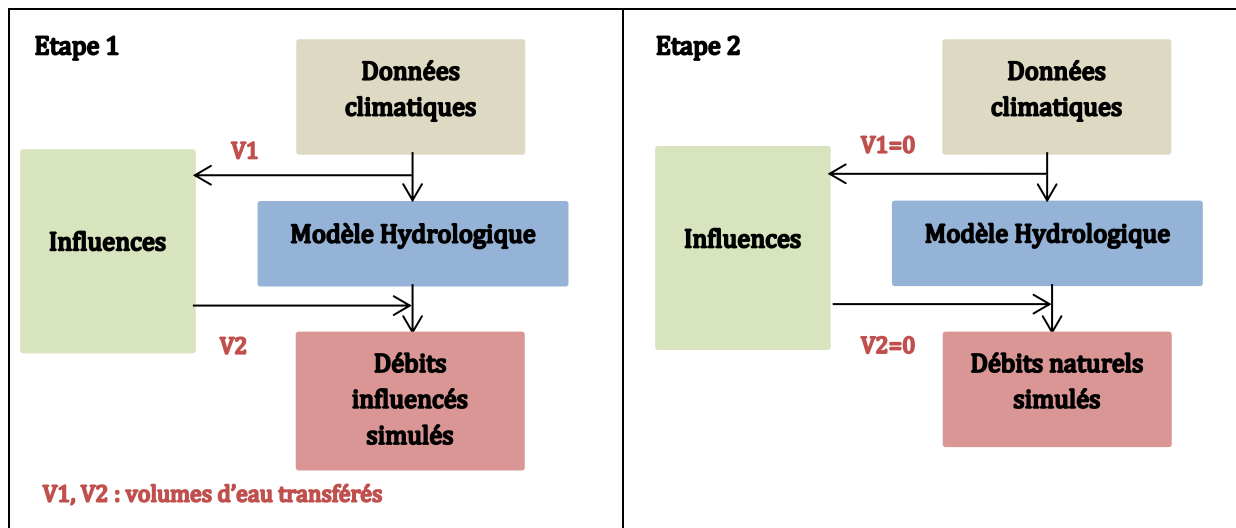 Etape 1
Données
climatiques
V1
Influences
Modèle Hydrologique
V2
Débits
influencés
simulés
V1, V2 : volumes d’eau transférés
Etape 2
Données
climatiques
V1=0
Influences
Modèle Hydrologique
V2=0
Débits naturels
simulés